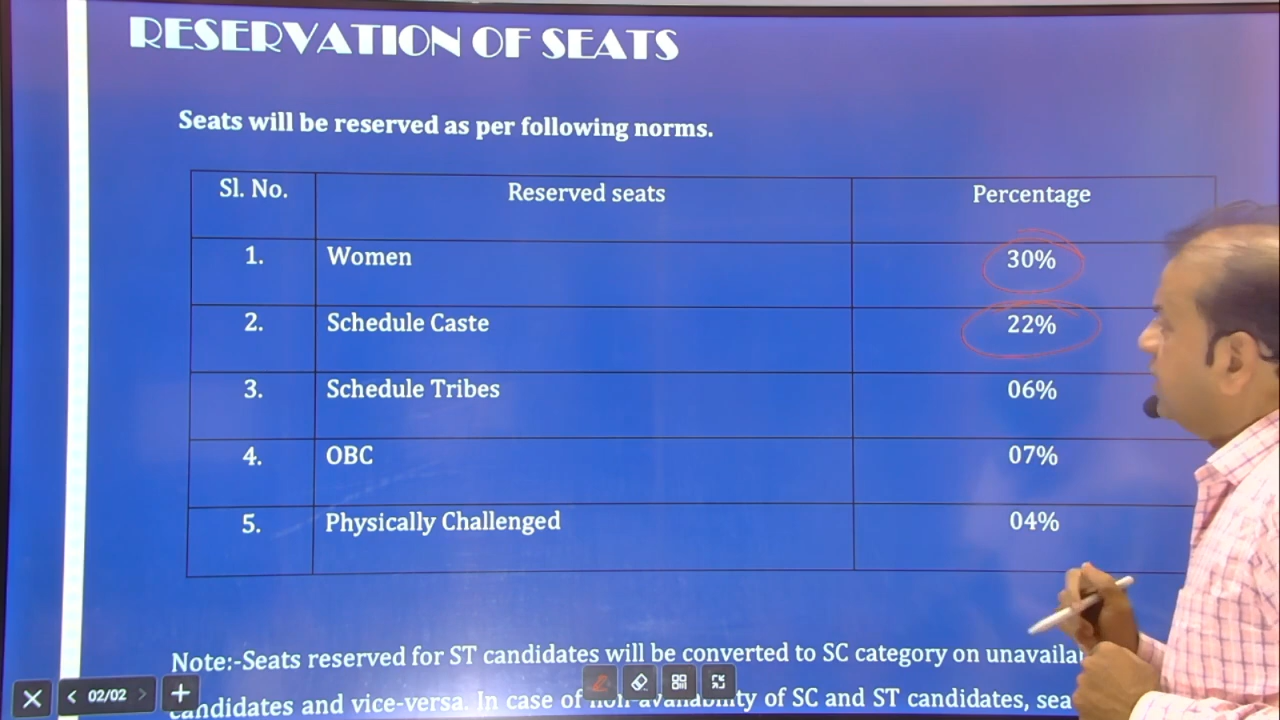 RESERVATION OF SEATS
Seats will be reserved as per following norms.
Sl. No. Reserved seats Percentage
1. Women 30%
2. Schedule Caste 22%
3. Schedule Tribes 06%
4. OBC 07%
5. Physically Challenged 04%
Note:-Seats reserved for ST candidates will be converted to SC category on
candidates and vice-versa. In case of non-availability of SC and ST candidates,
02/02